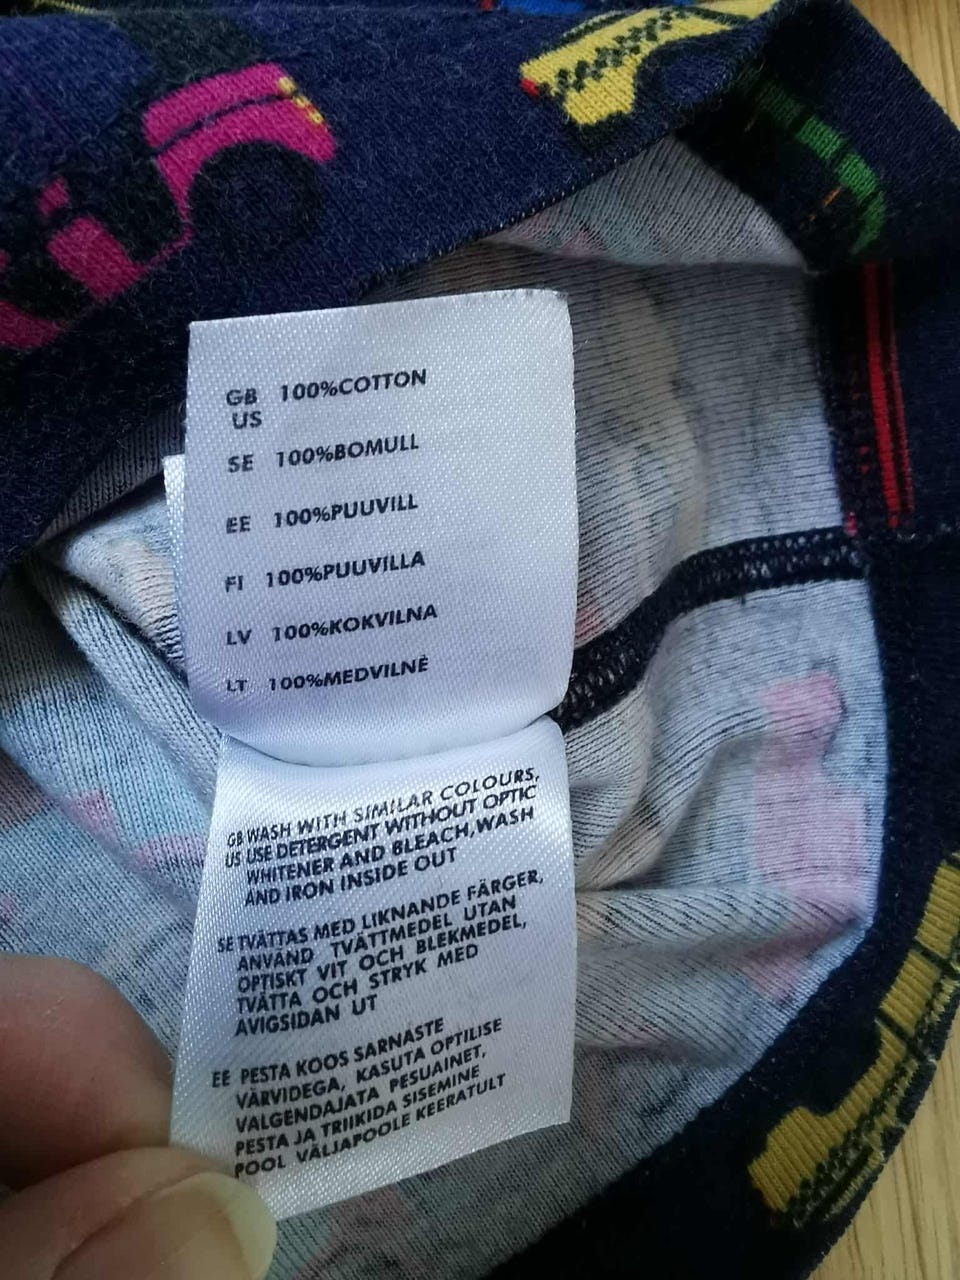 GB 100%COTTON
US
SE 100%BOMULL
EE 100%PUUVILL
FI 100%PUUVILLA
LV 100%KOKVILNA
LT 100%MEDVILNĖ
GB WASH WITH SIMILAR COLOURS,
US USE DETERGENT WITHOUT OPTIC
WHITENER AND BLEACH,WASH
AND IRON INSIDE OUT
SE TVÄTTAS MED LIKNANDE FÄRGER,
ANVÄND TVÄTTMEDEL UTAN
OPTISKT VIT OCH BLEKMEDEL,
TVÄTTA OCH STRYK MED
AVIGSIDAN UT
EE PESTA KOOS SARNASTE
VÄRVIDEGA, KASUTA OPTILISE
VALGENDAJATA PESUAINET,
PESTA JA TRIIKIDA SISEMINE
POOL VÄLJAPOOLE KEERATULT